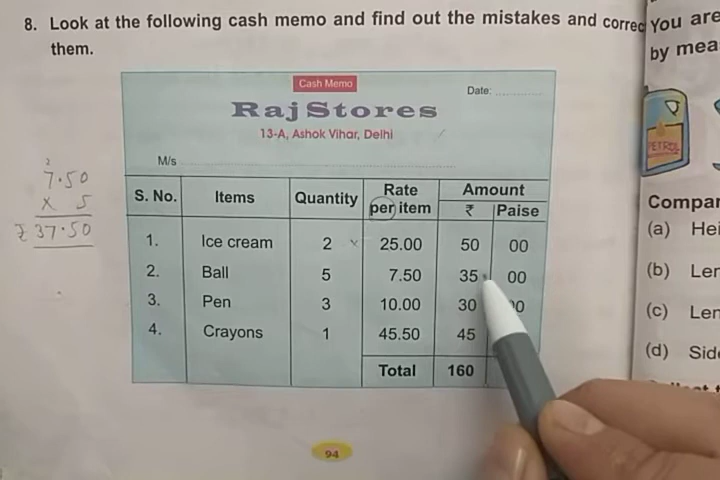 8. Look at the following cash memo and find out the mistakes and correc
them.
Cash Memo
Date: ............
Raj Stores
13-A, Ashok Vihar, Delhi
M/s
S. No. Items Quantity Rate per item Amount
₹ Paise
1. Ice cream 2 × 25.00 50 00
2. Ball 5 7.50 35 00
3. Pen 3 10.00 30
4. Crayons 1 45.50 45
Total 160
94
2
7.50
× 5
₹ 37.50
You are
by mea
PETROL
Compar
(a) Hei
(b) Ler
(c) Ler
(d) Side